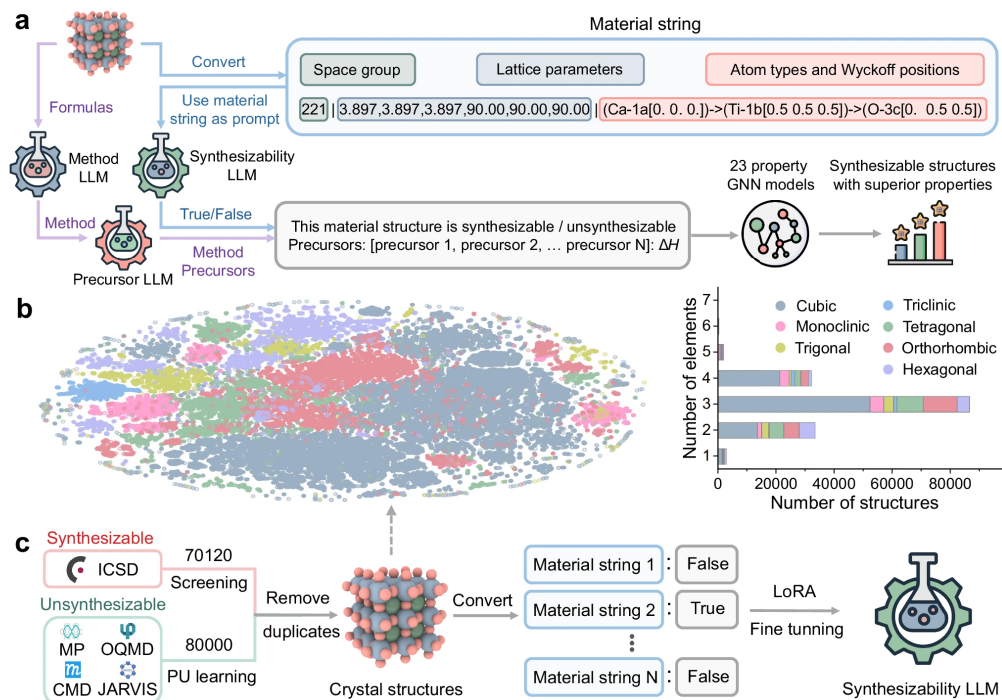 a
Material string
Convert
Space group
Lattice parameters
Atom types and Wyckoff positions
Formulas
Use material
string as prompt
221 | 3.897,3.897,3.897,90.00,90.00,90.00 | (Ca-1a[0. 0. 0.])->(Ti-1b[0.5 0.5 0.5])->(O-3c[0. 0.5 0.5])
Method
LLM
Synthesizability
LLM
23 property
GNN models
Synthesizable structures
with superior properties
Method
True/False
This material structure is synthesizable / unsynthesizable
Precursors: [precursor 1, precursor 2, … precursor N]: ΔH
Precursor LLM
Method
Precursors
b
Number of elements
7
6
5
4
3
2
1
Cubic
Monoclinic
Trigonal
Triclinic
Tetragonal
Orthorhombic
Hexagonal
0
20000
40000
60000
80000
Number of structures
c
Synthesizable
ICSD
70120
Screening
Unsynthesizable
MP
OQMD
CMD
JARVIS
80000
PU learning
Remove
duplicates
Crystal structures
Convert
Material string 1 : False
Material string 2 : True
Material string N : False
LoRA
Fine tunning
Synthesizability LLM